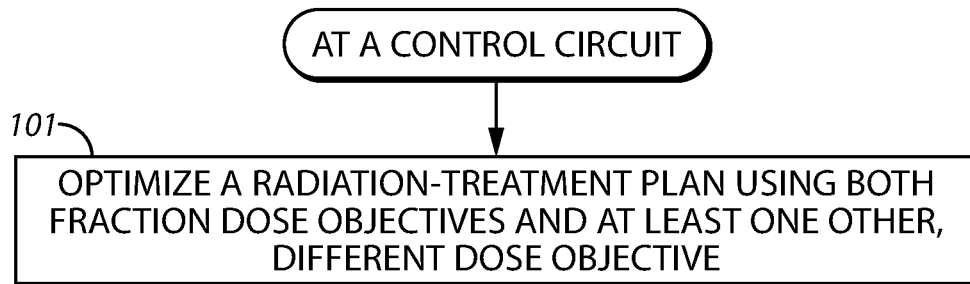 AT A CONTROL CIRCUIT
101
OPTIMIZE A RADIATION-TREATMENT PLAN USING BOTH
FRACTION DOSE OBJECTIVES AND AT LEAST ONE OTHER,
DIFFERENT DOSE OBJECTIVE